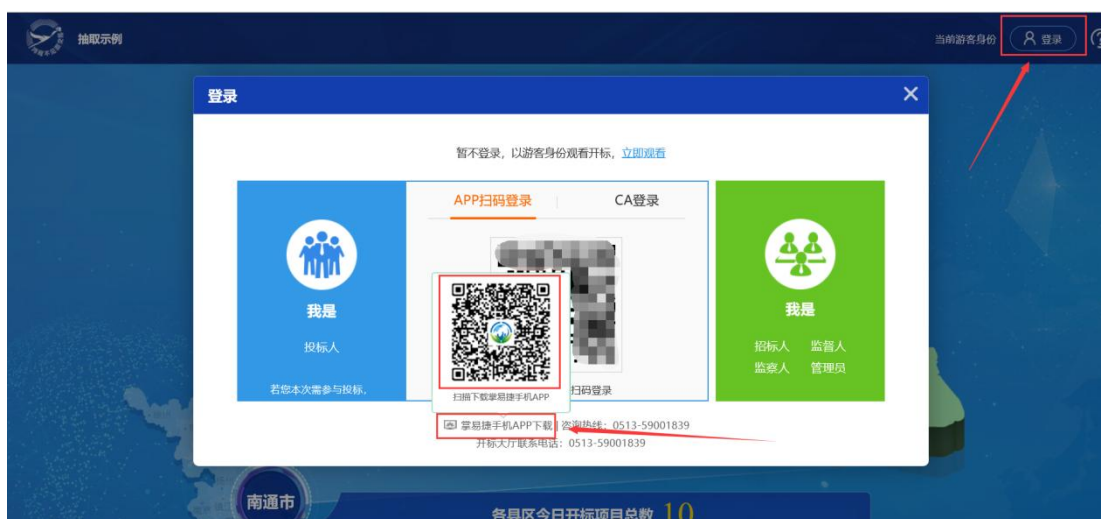 抽取示例
当前游客身份
登录
登录
暂不登录，以游客身份观看开标，立即观看
APP扫码登录
CA登录
我是
投标人
若您本次需参与投标，
扫描下载掌易捷手机APP
扫码登录
我是
招标人 监督人
监察人 管理员
掌易捷手机APP下载 | 咨询热线：0513-59001839
开标大厅联系电话：0513-59001839
南通市
各县区今日开标项目总数 10